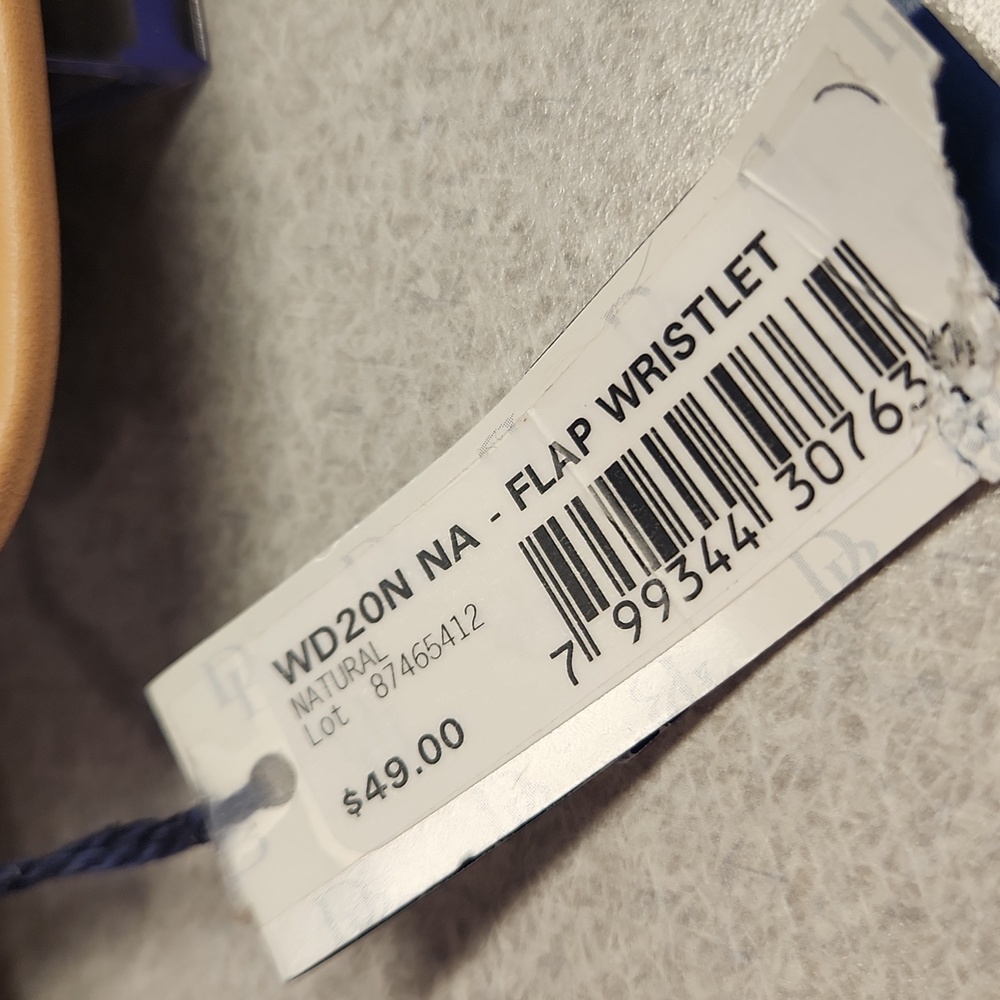 WD20N NA - FLAP WRISTLET
NATURAL
Lot 87465412
$49.00
7 99344 30763